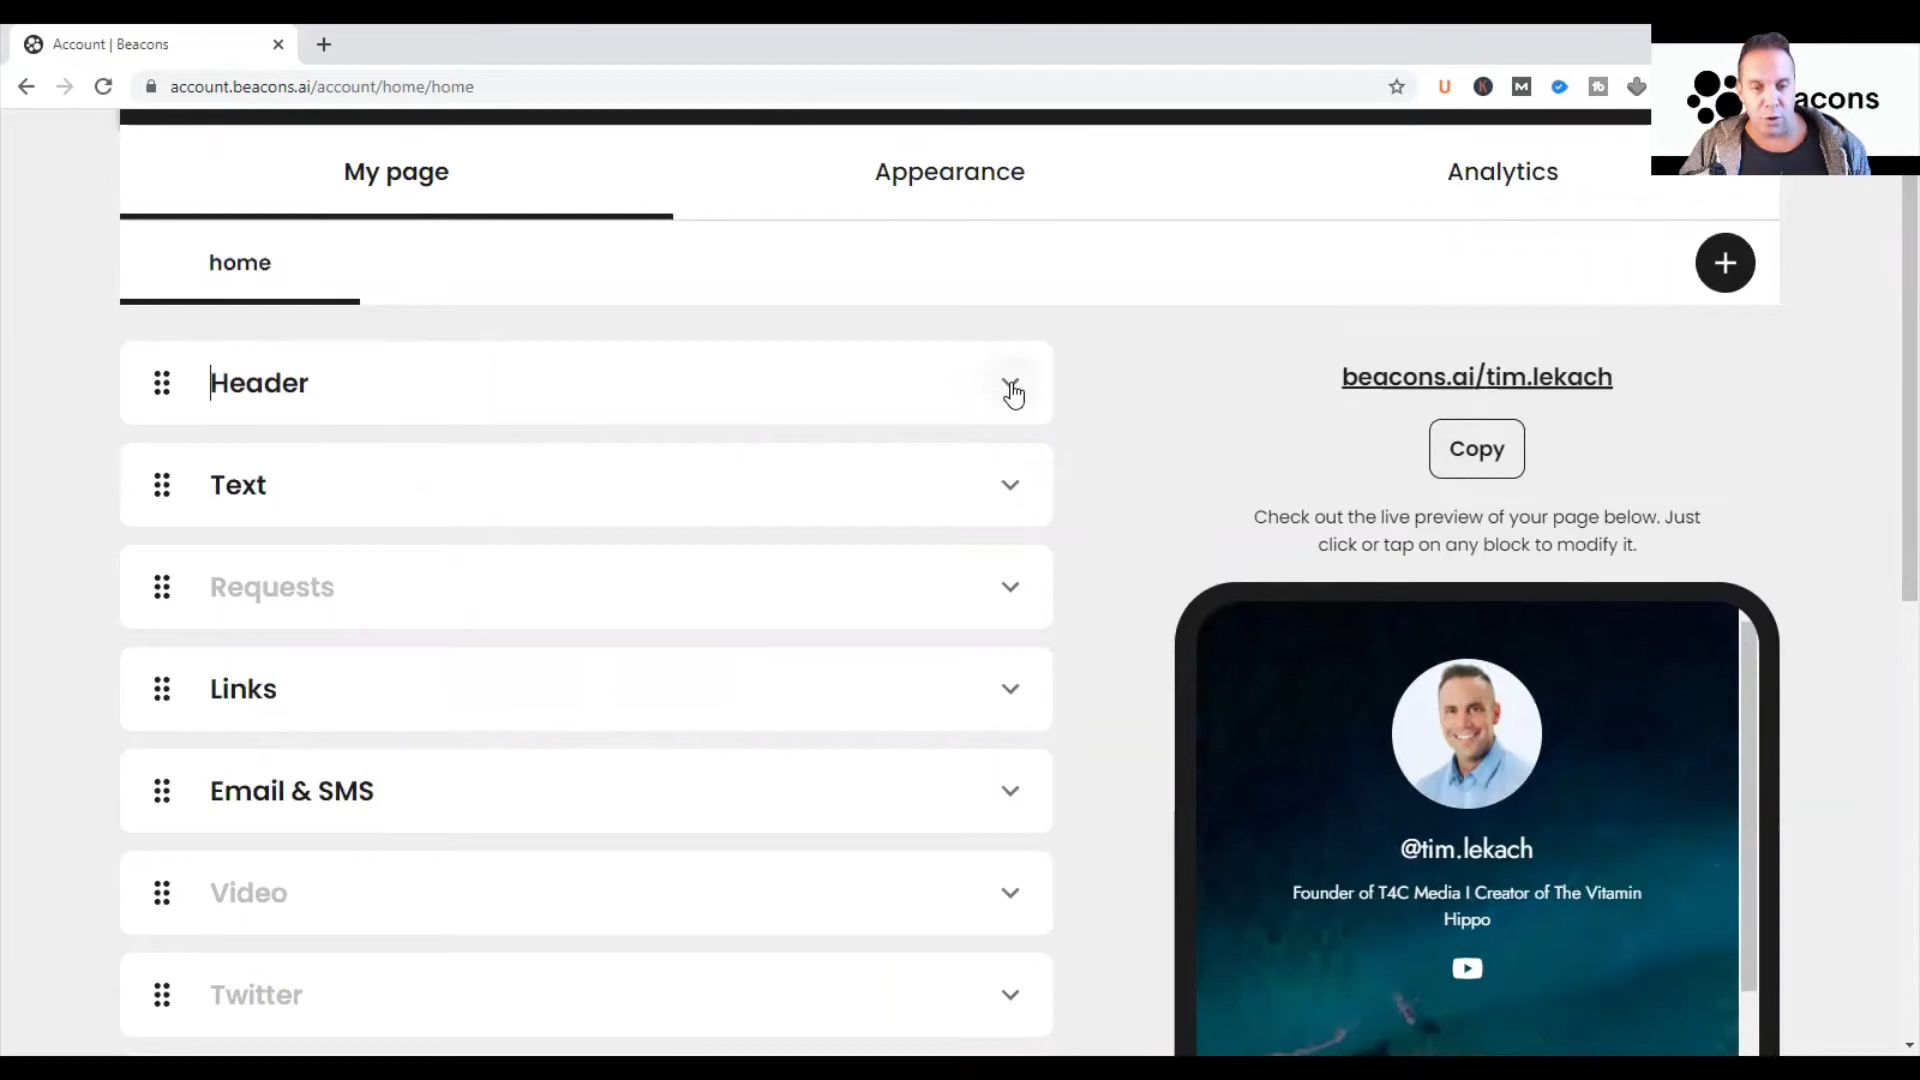 Account | Beacons
account.beacons.ai/account/home/home
acons
My page
Appearance
Analytics
home
Header
Text
Requests
Links
Email & SMS
Video
Twitter
beacons.ai/tim.lekach
Copy
Check out the live preview of your page below. Just
click or tap on any block to modify it.
@tim.lekach
Founder of T4C Media I Creator of The Vitamin
Hippo